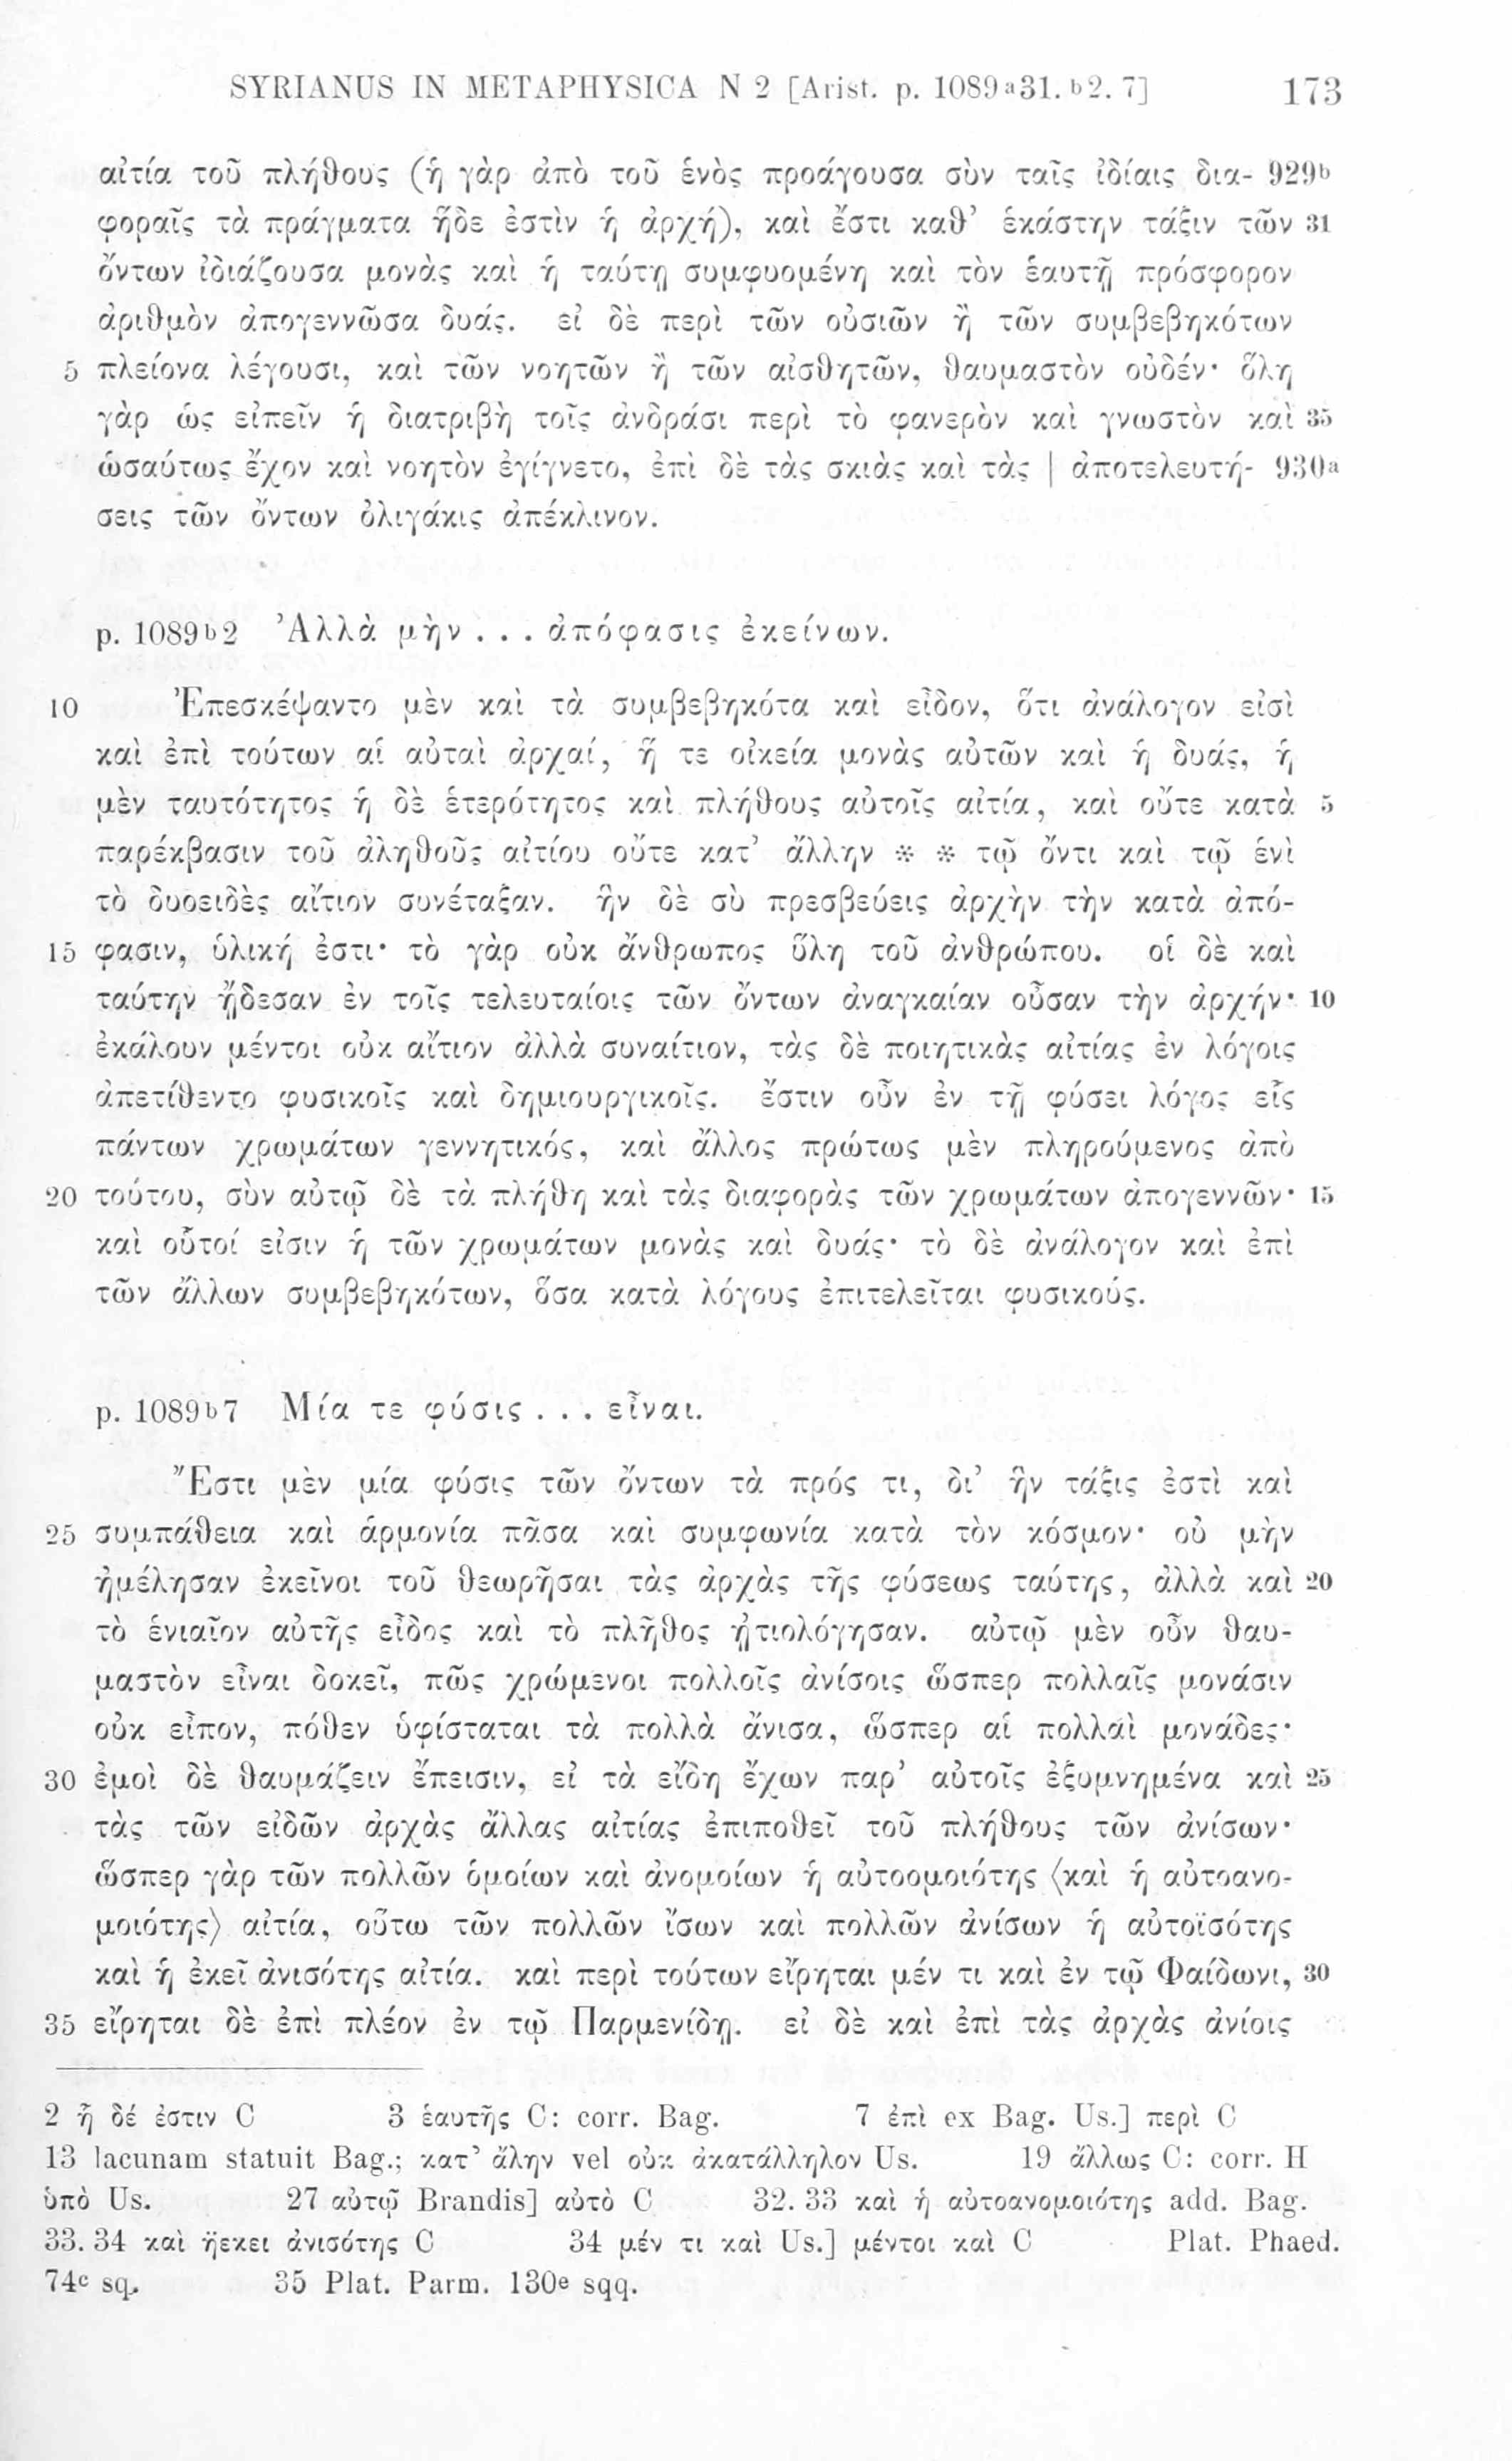 SYRIANUS IN METAPHYSICA N 2 [Arist. p. 1089a31. b2. 7] 173
αἰτία τοῦ πλήθους (ἡ γὰρ ἀπὸ τοῦ ἑνὸς προάγουσα σὺν ταῖς ἰδίαις δια- 929b
φοραῖς τὰ πράγματα ἥδε ἐστὶν ἡ ἀρχή), καὶ ἔστι καθ’ ἑκάστην τάξιν τῶν 31
ὄντων ἰδιάζουσα μονὰς καὶ ἡ ταύτῃ συμφυομένη καὶ τὸν ἑαυτῇ πρόσφορον
ἀριθμὸν ἀπογεννῶσα δυάς. εἰ δὲ περὶ τῶν οὐσιῶν ἢ τῶν συμβεβηκότων
5 πλείονα λέγουσι, καὶ τῶν νοητῶν ἢ τῶν αἰσθητῶν, θαυμαστὸν οὐδέν· ὅλη
γὰρ ὡς εἰπεῖν ἡ διατριβὴ τοῖς ἀνδράσι περὶ τὸ φανερὸν καὶ γνωστὸν καὶ 35
ὡσαύτως ἔχον καὶ νοητὸν ἐγίγνετο, ἐπὶ δὲ τὰς σκιὰς καὶ τὰς | ἀποτελευτή- 930a
σεις τῶν ὄντων ὀλιγάκις ἀπέκλινον.
p. 1089b2 Ἀλλὰ μὴν . . . ἀπόφασις ἐκείνων.
10 Ἐπεσκέψαντο μὲν καὶ τὰ συμβεβηκότα καὶ εἶδον, ὅτι ἀνάλογον εἰσὶ
καὶ ἐπὶ τούτων αἱ αὐταὶ ἀρχαί, ἥ τε οἰκεία μονὰς αὐτῶν καὶ ἡ δυάς, ἡ
μὲν ταυτότητος ἡ δὲ ἑτερότητος καὶ πλήθους αὐτοῖς αἰτία, καὶ οὔτε κατὰ 5
παρέκβασιν τοῦ ἀληθοῦς αἰτίου οὔτε κατ’ ἄλλην * * τῷ ὄντι καὶ τῷ ἑνὶ
τὸ δυοειδὲς αἴτιον συνέταξαν. ἣν δὲ σὺ πρεσβεύεις ἀρχὴν τὴν κατὰ ἀπό-
15 φασιν, ὑλική ἐστι· τὸ γὰρ οὐκ ἄνθρωπος ὕλη τοῦ ἀνθρώπου. οἱ δὲ καὶ
ταύτην ᾔδεσαν ἐν τοῖς τελευταίοις τῶν ὄντων ἀναγκαίαν οὖσαν τὴν ἀρχήν· 10
ἐκάλουν μέντοι οὐκ αἴτιον ἀλλὰ συναίτιον, τὰς δὲ ποιητικὰς αἰτίας ἐν λόγοις
ἀπετίθεντο φυσικοῖς καὶ δημιουργικοῖς. ἔστιν οὖν ἐν τῇ φύσει λόγος εἷς
πάντων χρωμάτων γεννητικός, καὶ ἄλλος πρώτως μὲν πληρούμενος ἀπὸ
20 τούτου, σὺν αὐτῷ δὲ τὰ πλήθη καὶ τὰς διαφορὰς τῶν χρωμάτων ἀπογεννῶν· 15
καὶ οὗτοί εἰσιν ἡ τῶν χρωμάτων μονὰς καὶ δυάς· τὸ δὲ ἀνάλογον καὶ ἐπὶ
τῶν ἄλλων συμβεβηκότων, ὅσα κατὰ λόγους ἐπιτελεῖται φυσικούς.
p. 1089b7 Μία τε φύσις . . . εἶναι.
Ἔστι μὲν μία φύσις τῶν ὄντων τὰ πρός τι, δι’ ἣν τάξις ἐστὶ καὶ
25 συμπάθεια καὶ ἁρμονία πᾶσα καὶ συμφωνία κατὰ τὸν κόσμον· οὐ μὴν
ἠμέλησαν ἐκεῖνοι τοῦ θεωρῆσαι τὰς ἀρχὰς τῆς φύσεως ταύτης, ἀλλὰ καὶ 20
τὸ ἑνιαῖον αὐτῆς εἶδος καὶ τὸ πλῆθος ᾐτιολόγησαν. αὐτῷ μὲν οὖν θαυ-
μαστὸν εἶναι δοκεῖ, πῶς χρώμενοι πολλοῖς ἀνίσοις ὥσπερ πολλαῖς μονάσιν
οὐκ εἶπον, πόθεν ὑφίσταται τὰ πολλὰ ἄνισα, ὥσπερ αἱ πολλαὶ μονάδες·
30 ἐμοὶ δὲ θαυμάζειν ἔπεισιν, εἰ τὰ εἴδη ἔχων παρ’ αὐτοῖς ἐξυμνημένα καὶ 25
τὰς τῶν εἰδῶν ἀρχὰς ἄλλας αἰτίας ἐπιποθεῖ τοῦ πλήθους τῶν ἀνίσων·
ὥσπερ γὰρ τῶν πολλῶν ὁμοίων καὶ ἀνομοίων ἡ αὐτοομοιότης ⟨καὶ ἡ αὐτοανο-
μοιότης⟩ αἰτία, οὕτω τῶν πολλῶν ἴσων καὶ πολλῶν ἀνίσων ἡ αὐτοϊσότης
καὶ ἡ ἐκεῖ ἀνισότης αἰτία. καὶ περὶ τούτων εἴρηται μέν τι καὶ ἐν τῷ Φαίδωνι, 30
35 εἴρηται δὲ ἐπὶ πλέον ἐν τῷ Παρμενίδῃ. εἰ δὲ καὶ ἐπὶ τὰς ἀρχὰς ἀνίοις
2 ἧ δέ ἐστιν C 3 ἑαυτῆς C: corr. Bag. 7 ἐπὶ ex Bag. Us.] περὶ C
13 lacunam statuit Bag.; κατ’ ἄλην vel οὐκ ἀκατάλληλον Us. 19 ἄλλως C: corr. H
ὑπὸ Us. 27 αὐτῷ Brandis] αὐτὸ C 32. 33 καὶ ἡ αὐτοανομοιότης add. Bag.
33. 34 καὶ ἥεκει ἀνισότης C 34 μέν τι καὶ Us.] μέντοι καὶ C Plat. Phaed.
74c sq. 35 Plat. Parm. 130e sqq.